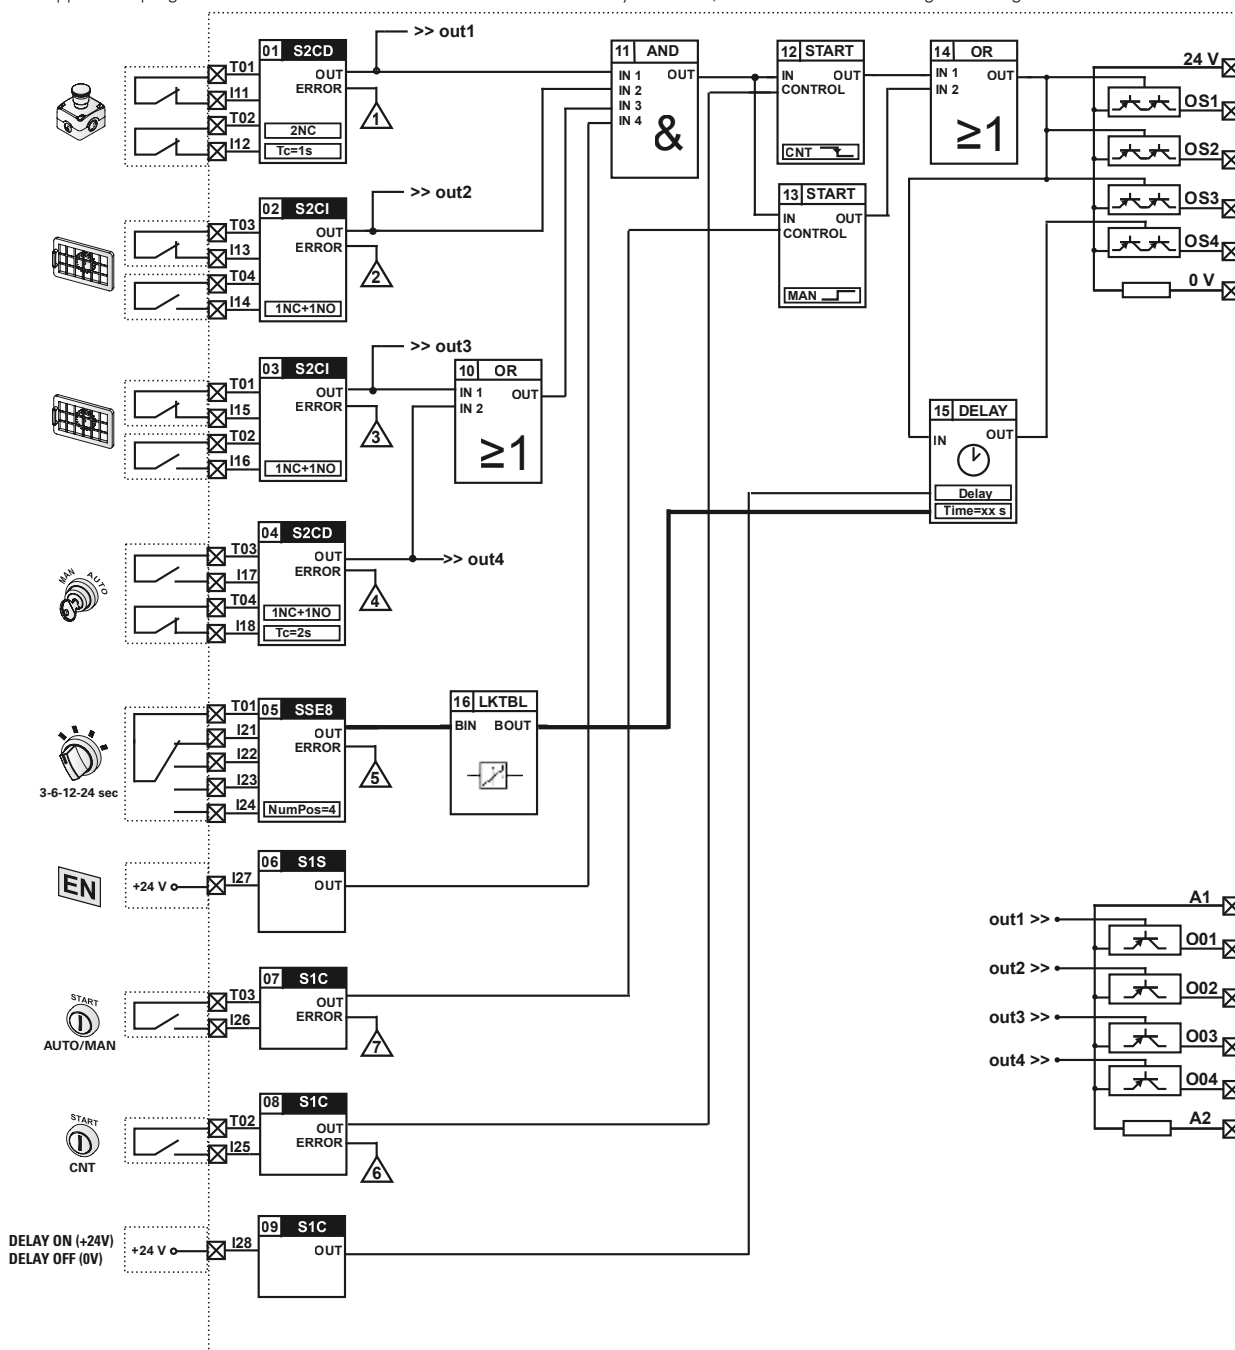 >> out1
01 S2CD
T01
OUT
I11
ERROR
T02
1
2NC
I12
Tc=1s
11 AND
IN 1
OUT
IN 2
IN 3
IN 4
&
12 START
IN
OUT
CONTROL
CNT
14 OR
IN 1
OUT
IN 2
≥1
24 V
OS1
OS2
OS3
OS4
0 V
>> out2
02 S2CI
T03
OUT
I13
ERROR
T04
2
I14
1NC+1NO
13 START
IN
OUT
CONTROL
MAN
>> out3
03 S2CI
T01
OUT
I15
ERROR
T02
3
I16
1NC+1NO
10 OR
IN 1
OUT
IN 2
≥1
15 DELAY
IN
OUT
Delay
Time=xx s
04 S2CD
T03
OUT
>> out4
I17
ERROR
T04
4
1NC+1NO
I18
Tc=2s
MAN
AUTO
05 SSE8
T01
I21
OUT
I22
ERROR
I23
5
I24
NumPos=4
3-6-12-24 sec
16 LKTBL
BIN
BOUT
06 S1S
EN
+24 V
I27
OUT
07 S1C
START
AUTO/MAN
T03
OUT
I26
ERROR
7
08 S1C
START
CNT
T02
OUT
I25
ERROR
6
09 S1C
DELAY ON (+24V)
DELAY OFF (0V)
+24 V
I28
OUT
A1
out1 >>
O01
out2 >>
O02
out3 >>
O03
out4 >>
O04
A2